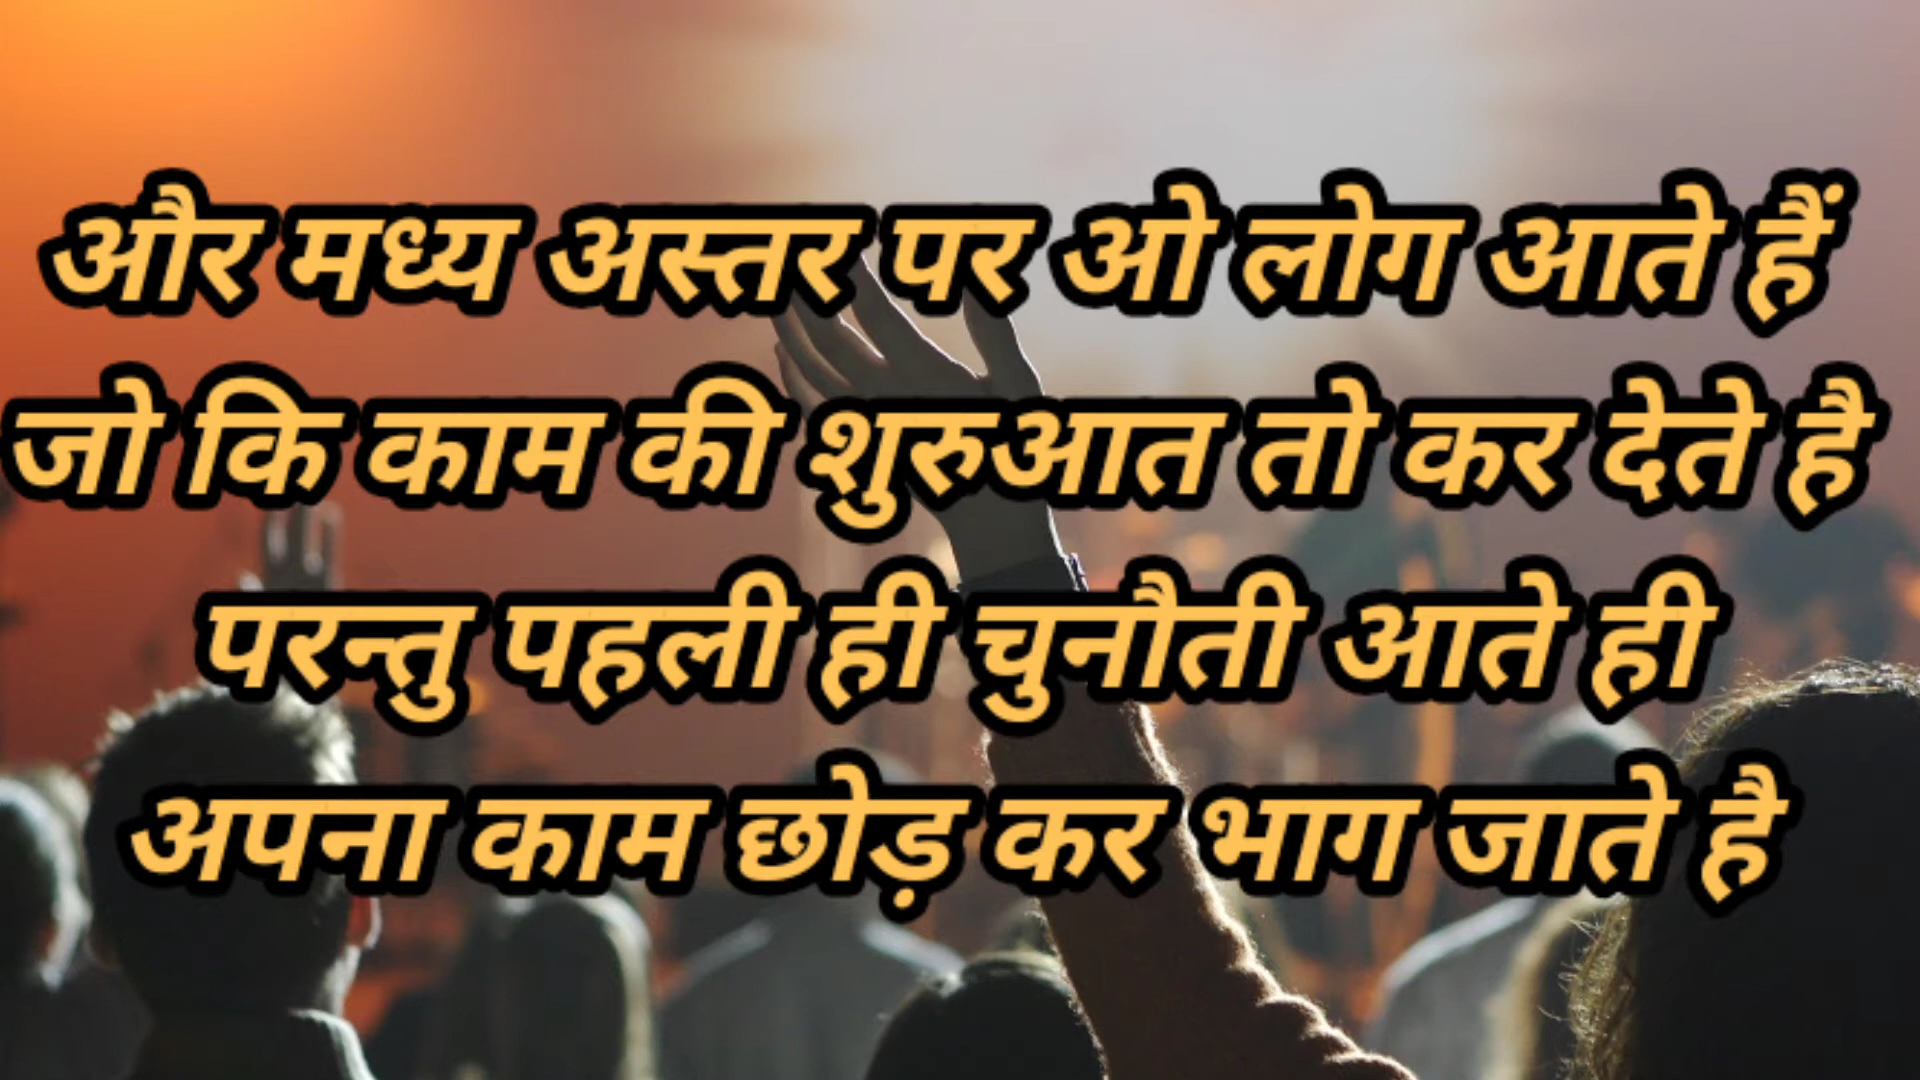 और मध्य अस्तर पर ओ लोग आते हैं
जो कि काम की शुरुआत तो कर देते है
परन्तु पहली ही चुनौती आते ही
अपना काम छोड़ कर भाग जाते है